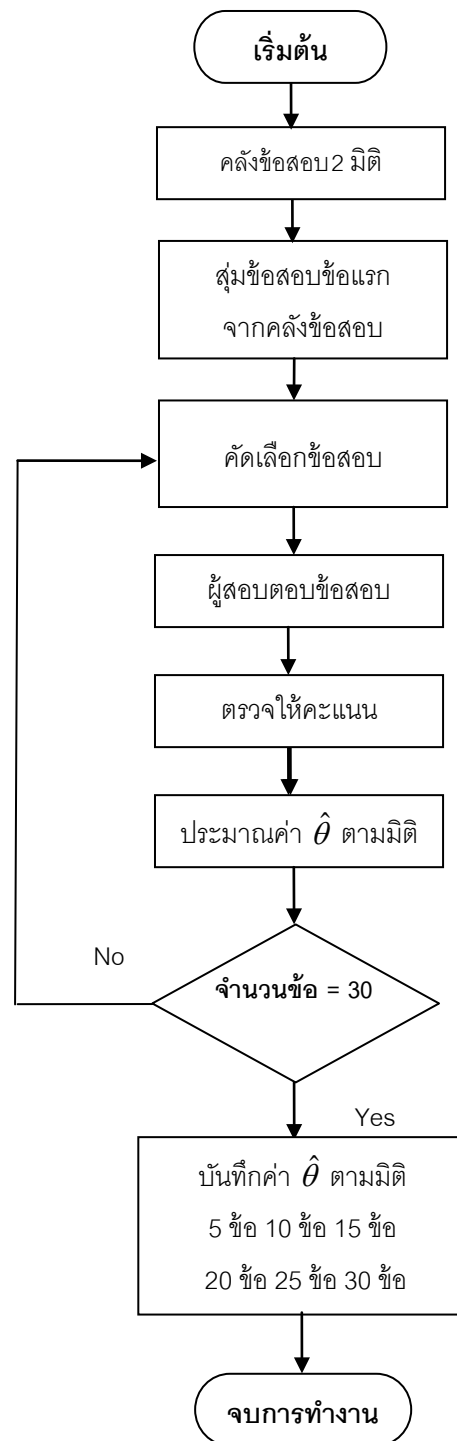 เริ่มต้น
คลังข้อสอบ2 มิติ
สุ่มข้อสอบข้อแรก
จากคลังข้อสอบ
คัดเลือกข้อสอบ
ผู้สอบตอบข้อสอบ
ตรวจให้คะแนน
ประมาณค่า θ̂ ตามมิติ
No
จำนวนข้อ = 30
Yes
บันทึกค่า θ̂ ตามมิติ
5 ข้อ 10 ข้อ 15 ข้อ
20 ข้อ 25 ข้อ 30 ข้อ
จบการทำงาน